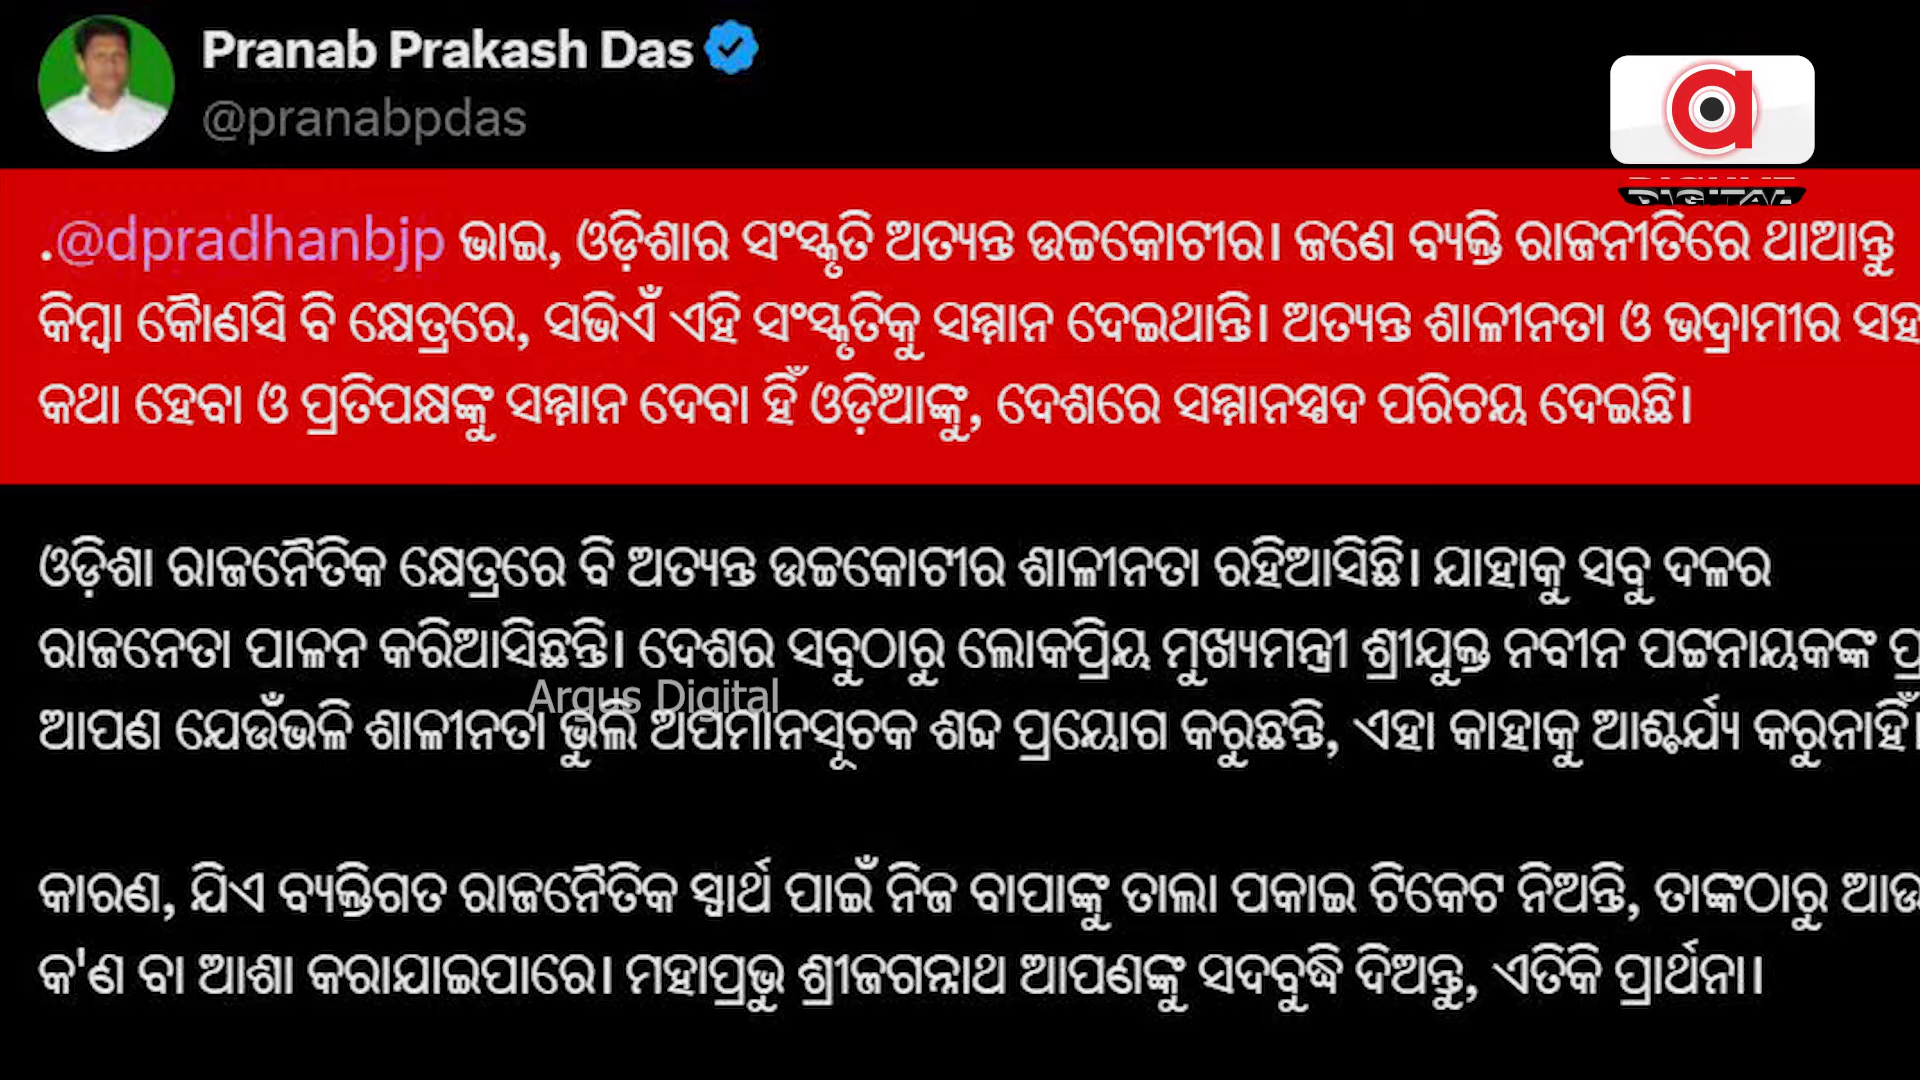 Pranab Prakash Das
@pranabpdas
.@dpradhanbjp ଭାଇ, ଓଡ଼ିଶାର ସଂସ୍କୃତି ଅତ୍ୟନ୍ତ ଉଚ୍ଚକୋଟୀର। ଜଣେ ବ୍ୟକ୍ତି ରାଜନୀତିରେ ଥାଆନ୍ତୁ
କିମ୍ବା କୌଣସି ବି କ୍ଷେତ୍ରରେ, ସଭିଏଁ ଏହି ସଂସ୍କୃତିକୁ ସମ୍ମାନ ଦେଇଥାନ୍ତି। ଅତ୍ୟନ୍ତ ଶାଳୀନତା ଓ ଭଦ୍ରାମୀର
କଥା ହେବା ଓ ପ୍ରତିପକ୍ଷଙ୍କୁ ସମ୍ମାନ ଦେବା ହିଁ ଓଡ଼ିଆଙ୍କୁ, ଦେଶରେ ସମ୍ମାନସ୍ପଦ ପରିଚୟ ଦେଇଛି।
ଓଡ଼ିଶା ରାଜନୈତିକ କ୍ଷେତ୍ରରେ ବି ଅତ୍ୟନ୍ତ ଉଚ୍ଚକୋଟୀର ଶାଳୀନତା ରହିଆସିଛି। ଯାହାକୁ ସବୁ ଦଳର
ରାଜନେତା ପାଳନ କରିଆସିଛନ୍ତି। ଦେଶର ସବୁଠାରୁ ଲୋକପ୍ରିୟ ମୁଖ୍ୟମନ୍ତ୍ରୀ ଶ୍ରୀଯୁକ୍ତ ନବୀନ ପଟ୍ଟନାୟକଙ୍କ
ଆପଣ ଯେଉଁଭଳି ଶାଳୀନତା ଭୁଲି ଅପମାନସୂଚକ ଶବ୍ଦ ପ୍ରୟୋଗ କରୁଛନ୍ତି, ଏହା କାହାକୁ ଆଶ୍ଚର୍ଯ୍ୟ କରୁନାହିଁ।
Argus Digital
କାରଣ, ଯିଏ ବ୍ୟକ୍ତିଗତ ରାଜନୈତିକ ସ୍ୱାର୍ଥ ପାଇଁ ନିଜ ବାପାଙ୍କୁ ତାଲା ପକାଇ ଟିକେଟ ନିଅନ୍ତି, ତାଙ୍କଠାରୁ
କ'ଣ ବା ଆଶା କରାଯାଇପାରେ। ମହାପ୍ରଭୁ ଶ୍ରୀଜଗନ୍ନାଥ ଆପଣଙ୍କୁ ସଦବୁଦ୍ଧି ଦିଅନ୍ତୁ, ଏତିକି ପ୍ରାର୍ଥନା।